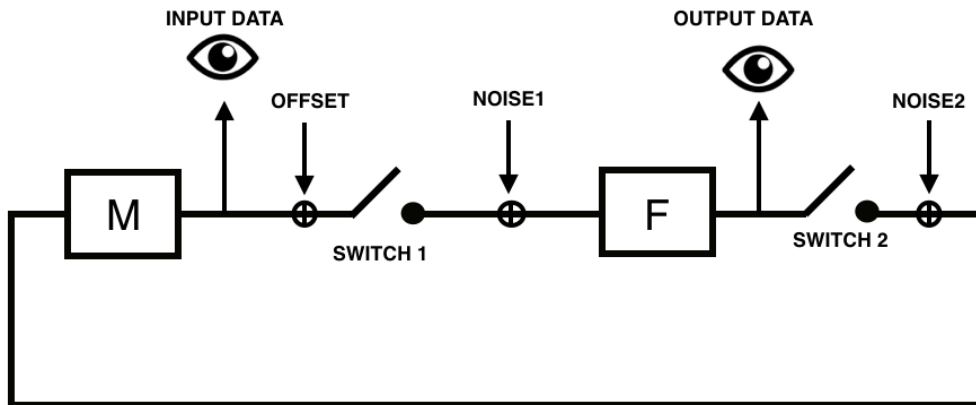 INPUT DATA
OUTPUT DATA
OFFSET
NOISE1
NOISE2
M
F
SWITCH 1
SWITCH 2